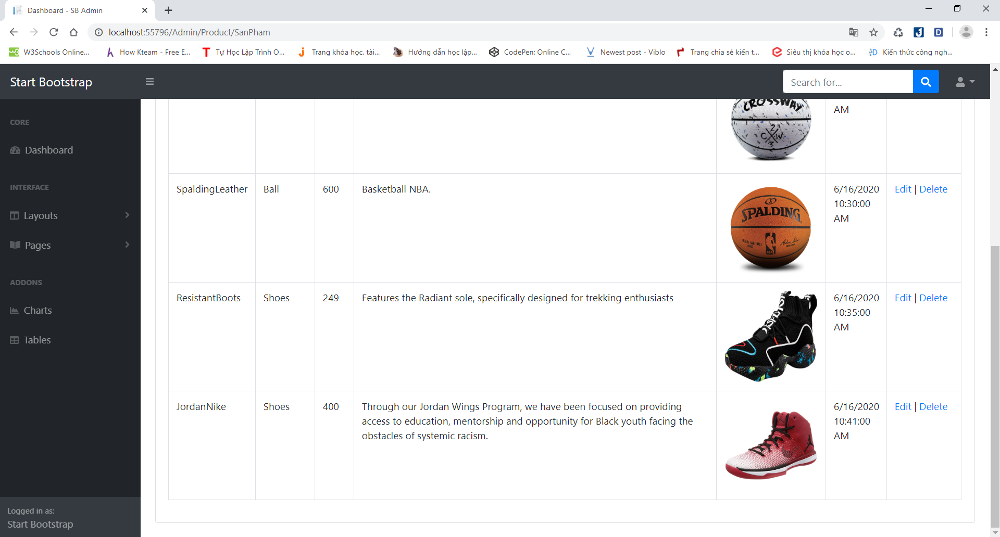 Dashboard - SB Admin
localhost:55796/Admin/Product/SanPham
W3Schools Online...
How Kteam - Free E...
Tự Học Lập Trình O...
Trang khóa học, tài...
Hướng dẫn học lập...
CodePen: Online C...
Newest post - Viblo
Trang chia sẻ kiến t...
Siêu thị khóa học o...
Kiến thức công ngh...
Start Bootstrap
Search for...
CORE
Dashboard
INTERFACE
Layouts
Pages
ADDONS
Charts
Tables
Logged in as:
Start Bootstrap
CROSSWAY
2
C W
3
AM
SpaldingLeather
Ball
600
Basketball NBA.
SPALDING
6/16/2020
10:30:00
AM
Edit | Delete
ResistantBoots
Shoes
249
Features the Radiant sole, specifically designed for trekking enthusiasts
6/16/2020
10:35:00
AM
Edit | Delete
JordanNike
Shoes
400
Through our Jordan Wings Program, we have been focused on providing
access to education, mentorship and opportunity for Black youth facing the
obstacles of systemic racism.
6/16/2020
10:41:00
AM
Edit | Delete